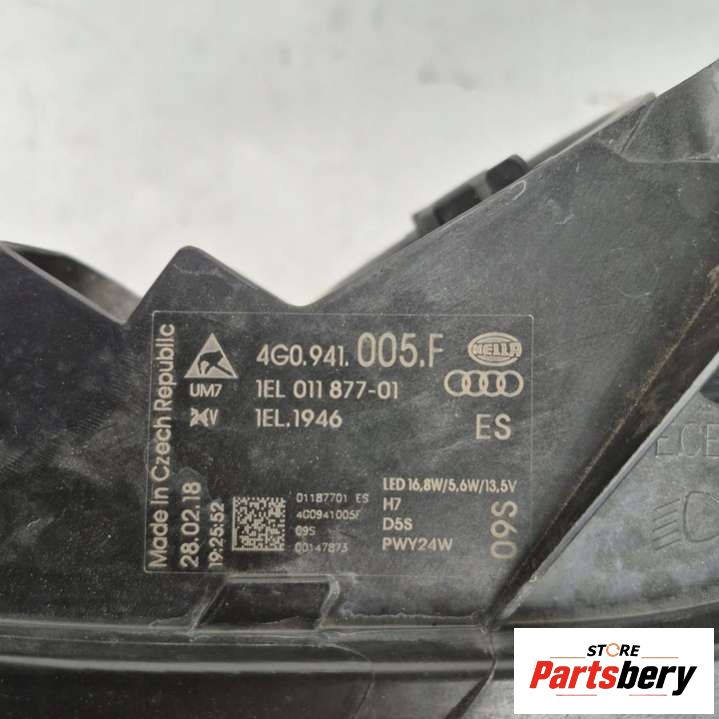 4G0.941. 005.F
HELLA
UM7
1EL 011 877-01
1EL.1946
ES
Made in Czech Republic
28.02.18
19:25:52
01187701 ES
4G0941005F
09S
00147873
LED 16,8W/5,6W/13,5V
H7
D5S
PWY24W
09S
ECE
STORE
Partsbery